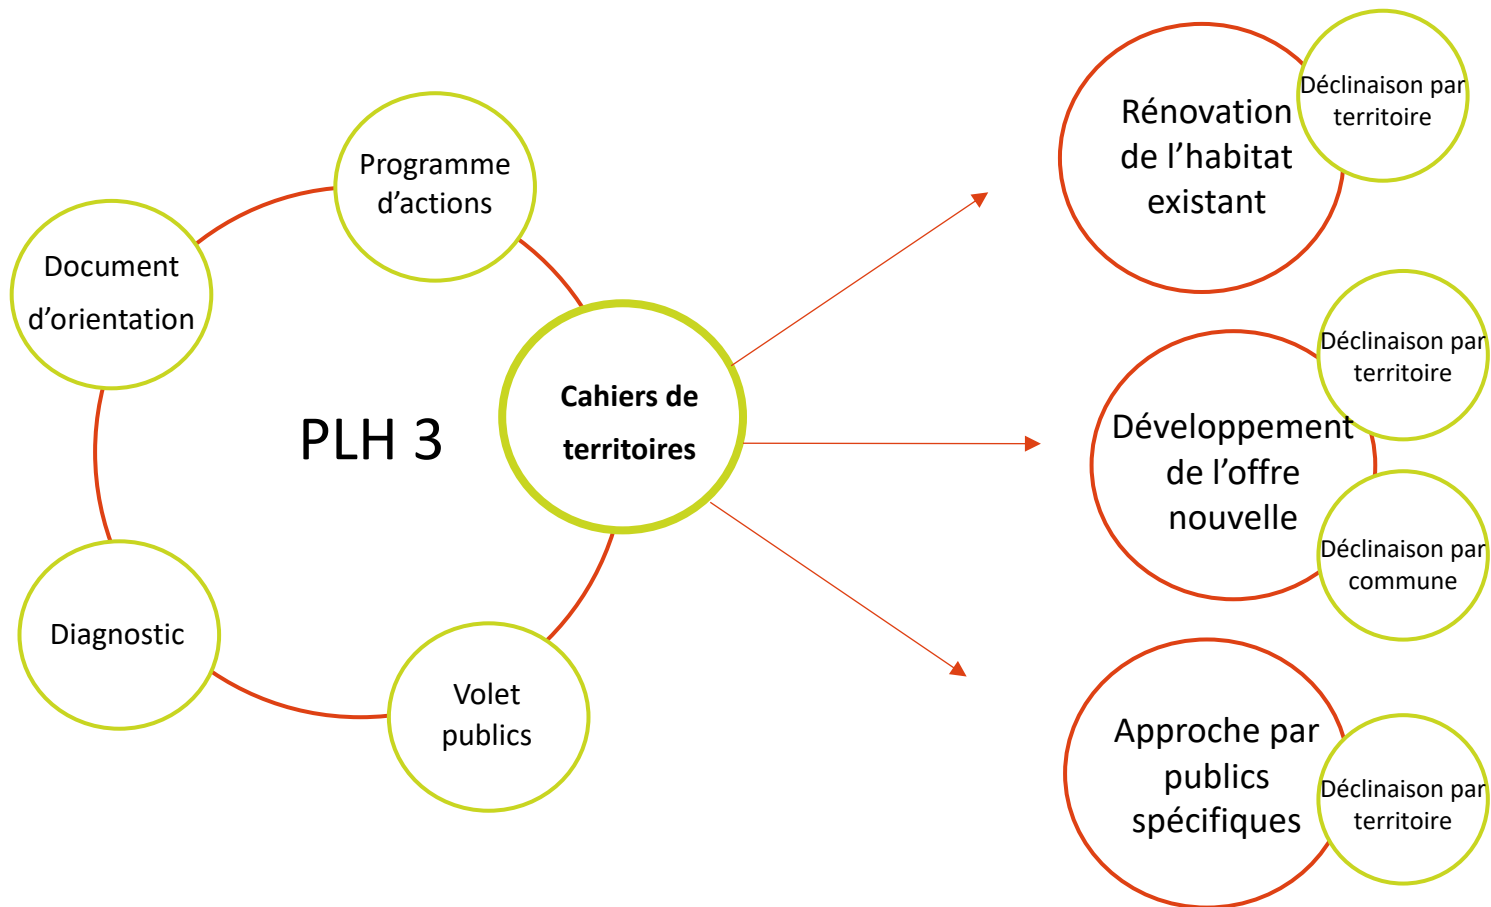 Programme
d’actions
Document
d’orientation
PLH 3
Cahiers de
territoires
Diagnostic
Volet
publics
Rénovation
de l’habitat
existant
Déclinaison par
territoire
Développement
de l’offre
nouvelle
Déclinaison par
territoire
Déclinaison par
commune
Approche par
publics
spécifiques
Déclinaison par
territoire